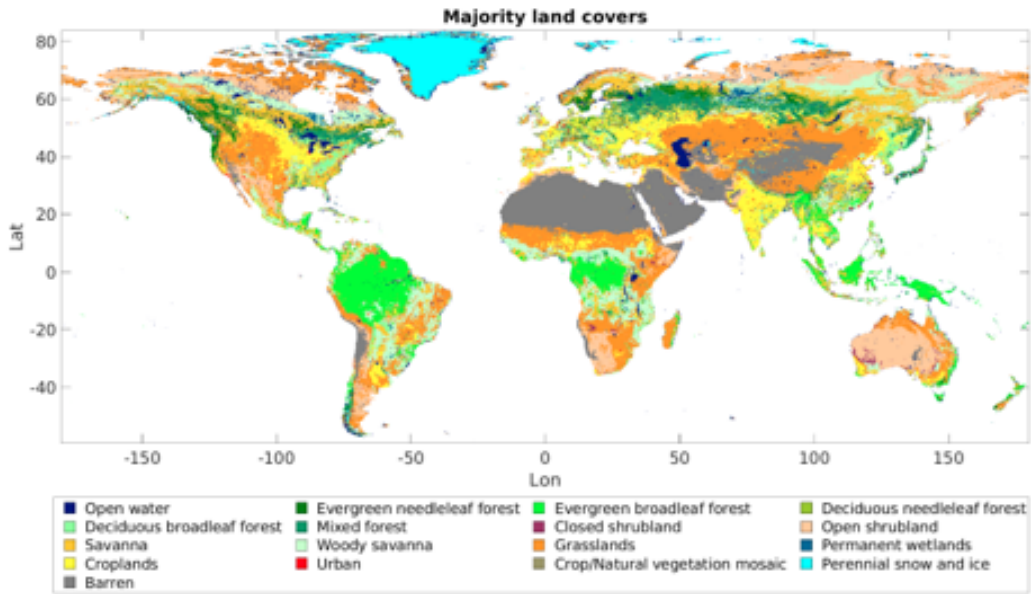 Majority land covers
80
60
40
20
0
-20
-40
Lat
-150 -100 -50 0 50 100 150
Lon
Open water Evergreen needleleaf forest Evergreen broadleaf forest Deciduous needleleaf forest
Deciduous broadleaf forest Mixed forest Closed shrubland Open shrubland
Savanna Woody savanna Grasslands Permanent wetlands
Croplands Urban Crop/Natural vegetation mosaic Perennial snow and ice
Barren